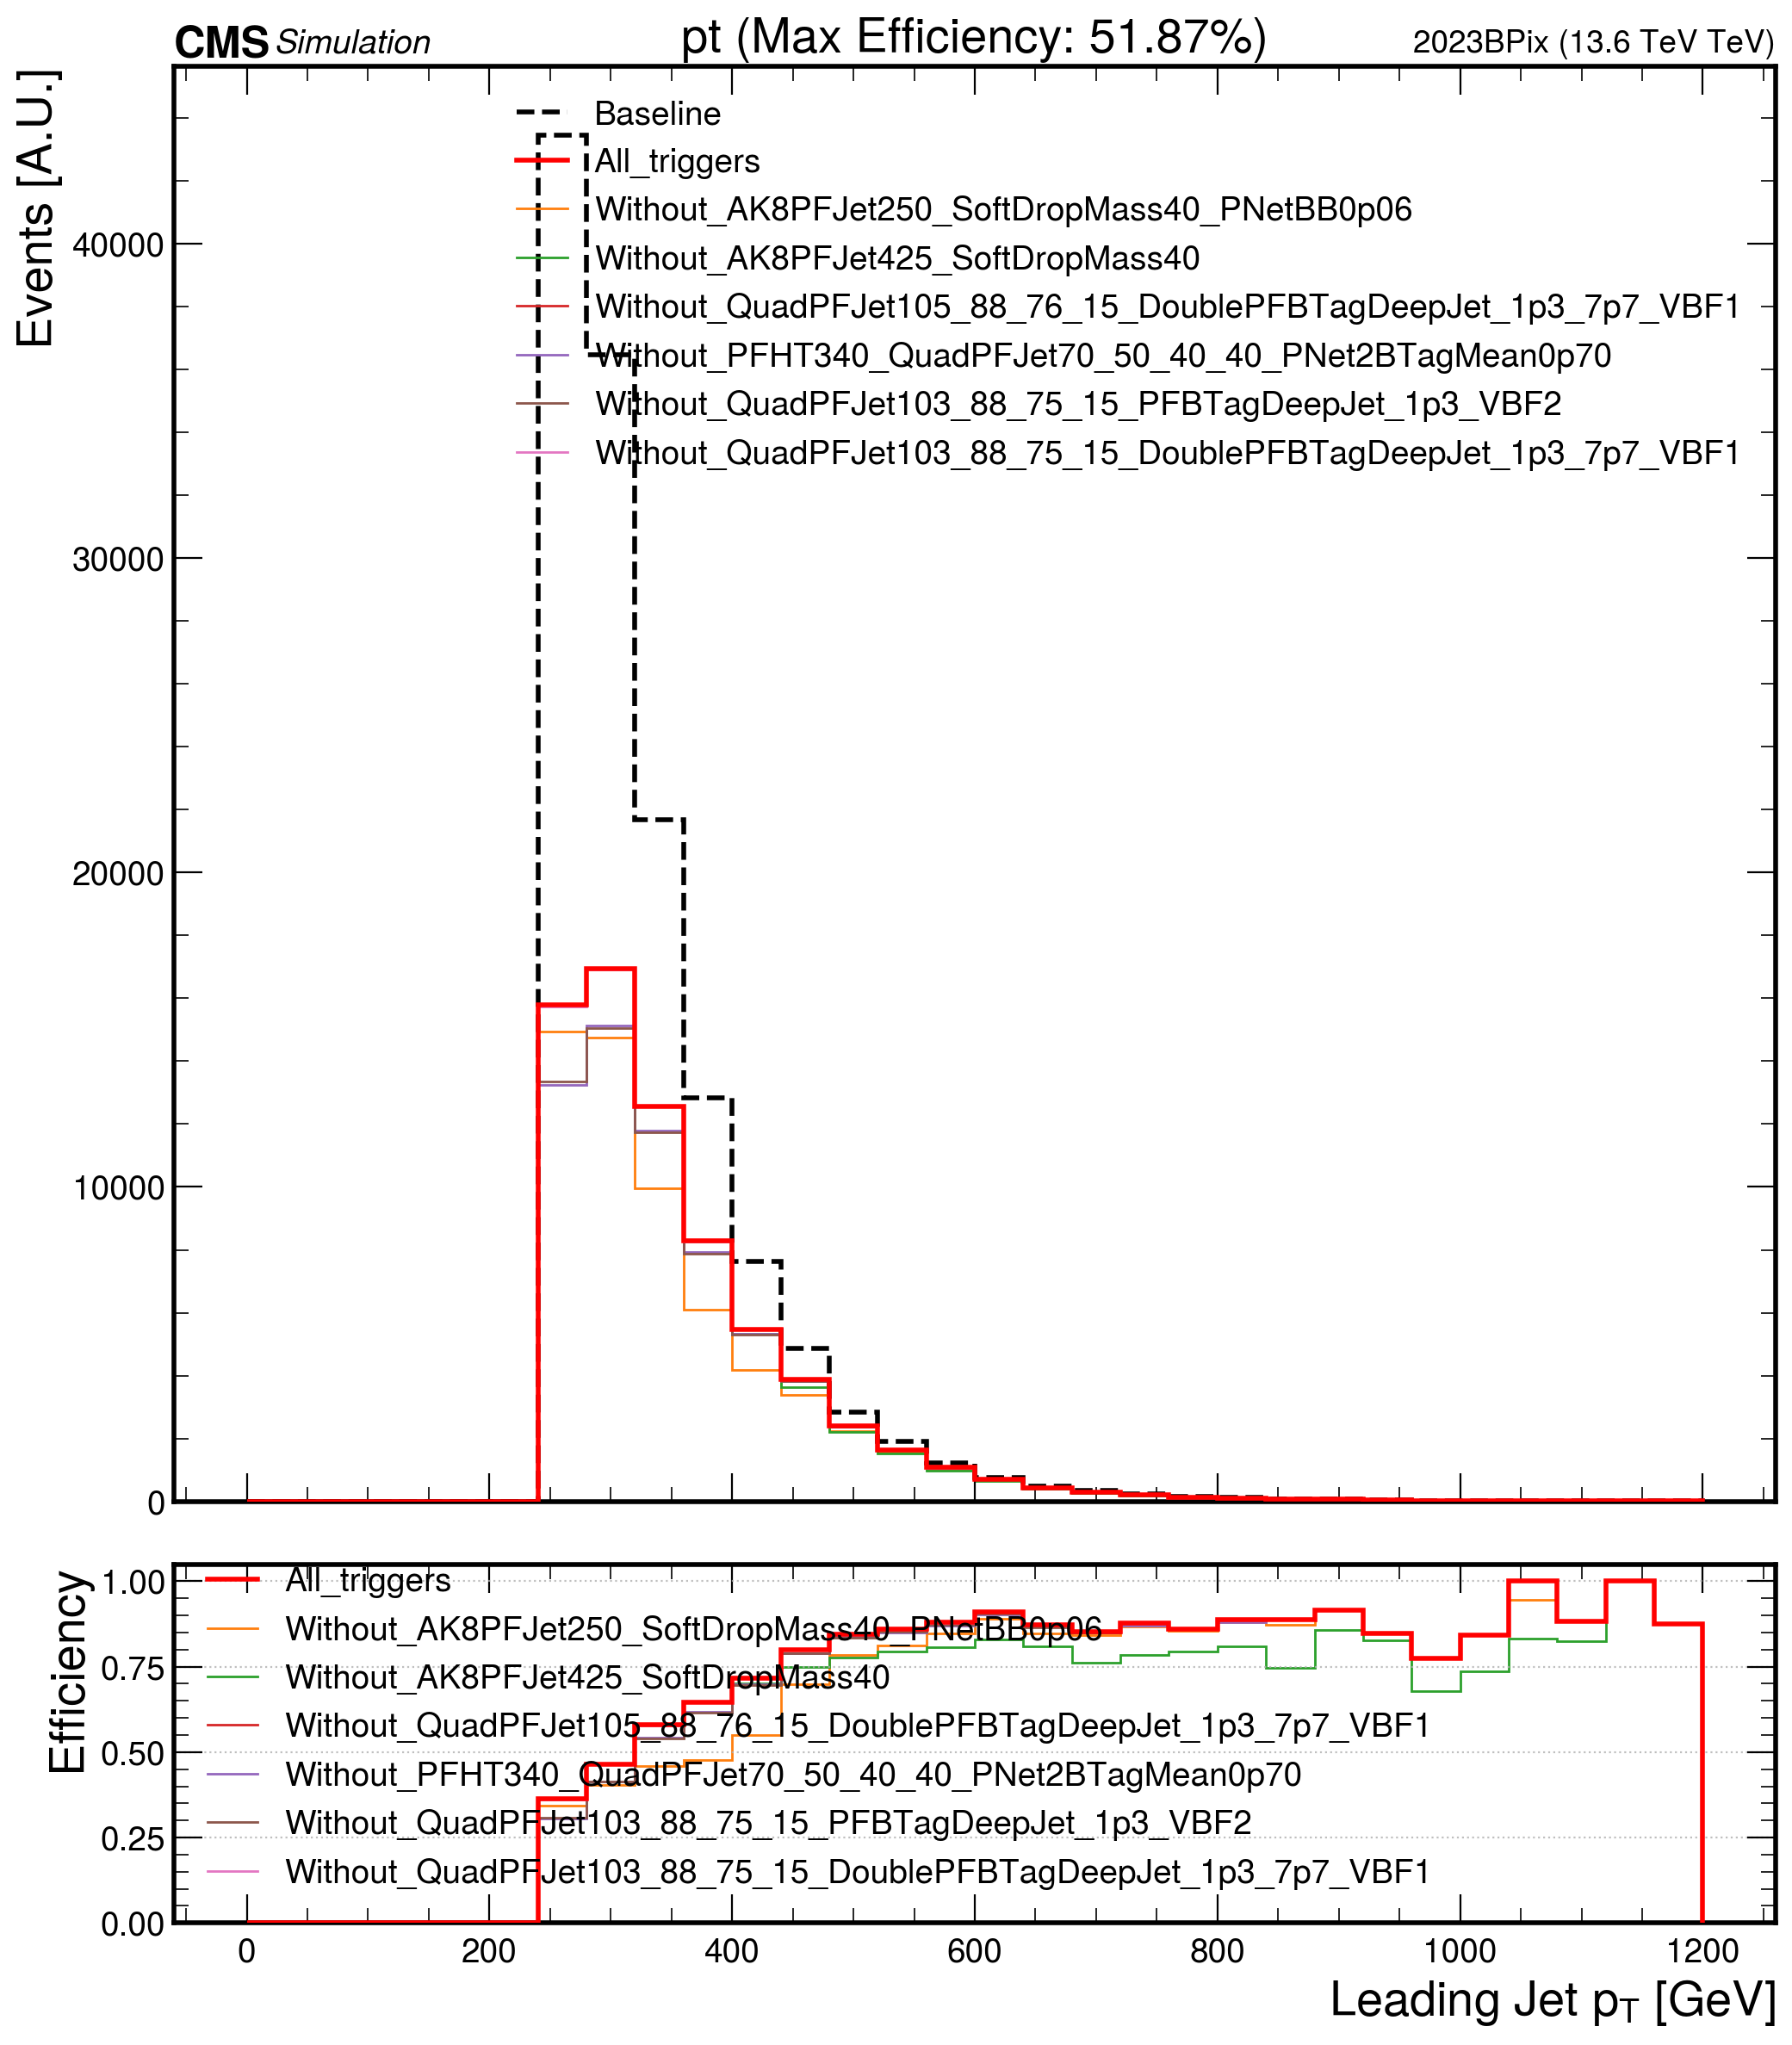 CMS Simulation pt (Max Efficiency: 51.87%) 2023BPix (13.6 TeV TeV)
Events [A.U.]
Baseline
All_triggers
Without_AK8PFJet250_SoftDropMass40_PNetBB0p06
Without_AK8PFJet425_SoftDropMass40
Without_QuadPFJet105_88_76_15_DoublePFBTagDeepJet_1p3_7p7_VBF1
Without_PFHT340_QuadPFJet70_50_40_40_PNet2BTagMean0p70
Without_QuadPFJet103_88_75_15_PFBTagDeepJet_1p3_VBF2
Without_QuadPFJet103_88_75_15_DoublePFBTagDeepJet_1p3_7p7_VBF1
40000
30000
20000
10000
0
Efficiency
1.00
0.75
0.50
0.25
0.00
All_triggers
Without_AK8PFJet250_SoftDropMass40_PNetBB0p06
Without_AK8PFJet425_SoftDropMass40
Without_QuadPFJet105_88_76_15_DoublePFBTagDeepJet_1p3_7p7_VBF1
Without_PFHT340_QuadPFJet70_50_40_40_PNet2BTagMean0p70
Without_QuadPFJet103_88_75_15_PFBTagDeepJet_1p3_VBF2
Without_QuadPFJet103_88_75_15_DoublePFBTagDeepJet_1p3_7p7_VBF1
0 200 400 600 800 1000 1200
Leading Jet pT [GeV]